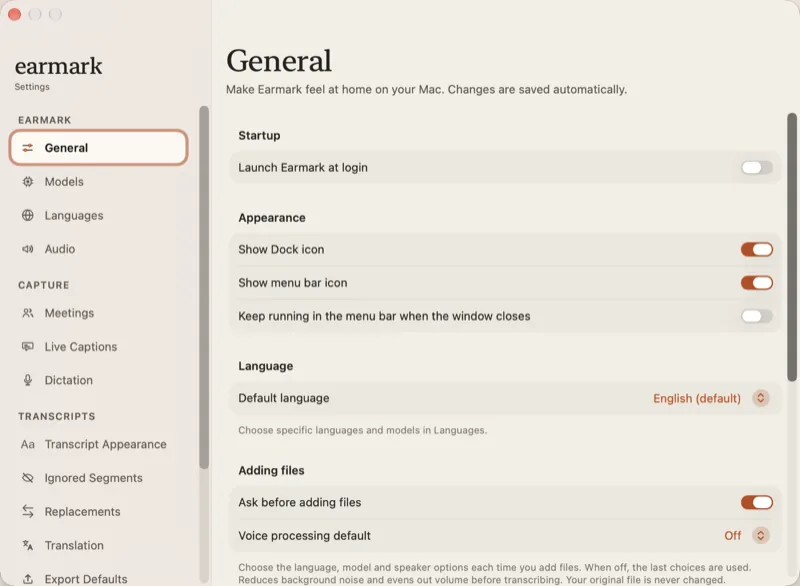 earmark
Settings
EARMARK
General
Models
Languages
Audio
CAPTURE
Meetings
Live Captions
Dictation
TRANSCRIPTS
Aa Transcript Appearance
Ignored Segments
Replacements
Translation
Export Defaults
General
Make Earmark feel at home on your Mac. Changes are saved automatically.
Startup
Launch Earmark at login
Appearance
Show Dock icon
Show menu bar icon
Keep running in the menu bar when the window closes
Language
Default language English (default)
Choose specific languages and models in Languages.
Adding files
Ask before adding files
Voice processing default Off
Choose the language, model and speaker options each time you add files. When off, the last choices are used.
Reduces background noise and evens out volume before transcribing. Your original file is never changed.